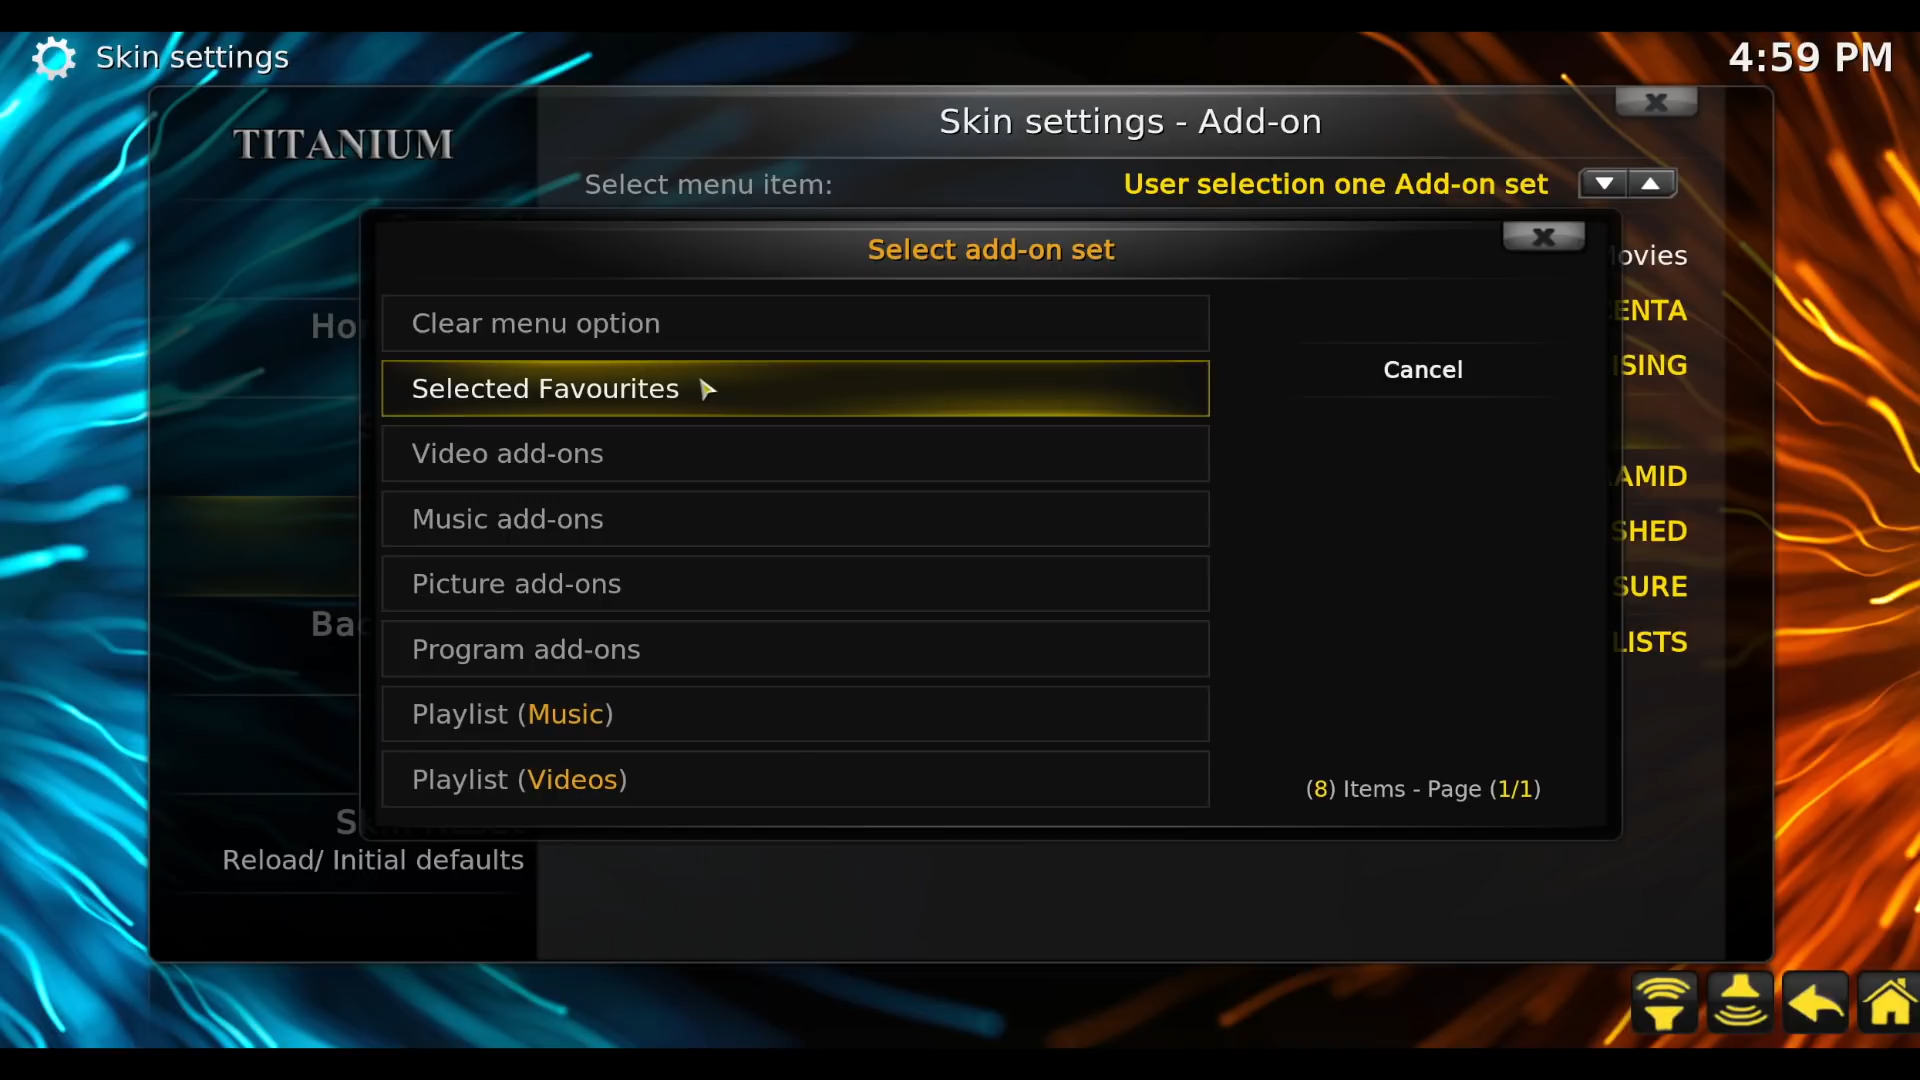 Skin settings
4:59 PM
TITANIUM
Skin settings - Add-on
Select menu item:
User selection one Add-on set
Select add-on set
Clear menu option
Selected Favourites
Video add-ons
Music add-ons
Picture add-ons
Program add-ons
Playlist (Music)
Playlist (Videos)
Cancel
(8) Items - Page (1/1)
ovies
ENTA
ISING
AMID
SHED
SURE
LISTS
Ho
Bac
Reload/ Initial defaults